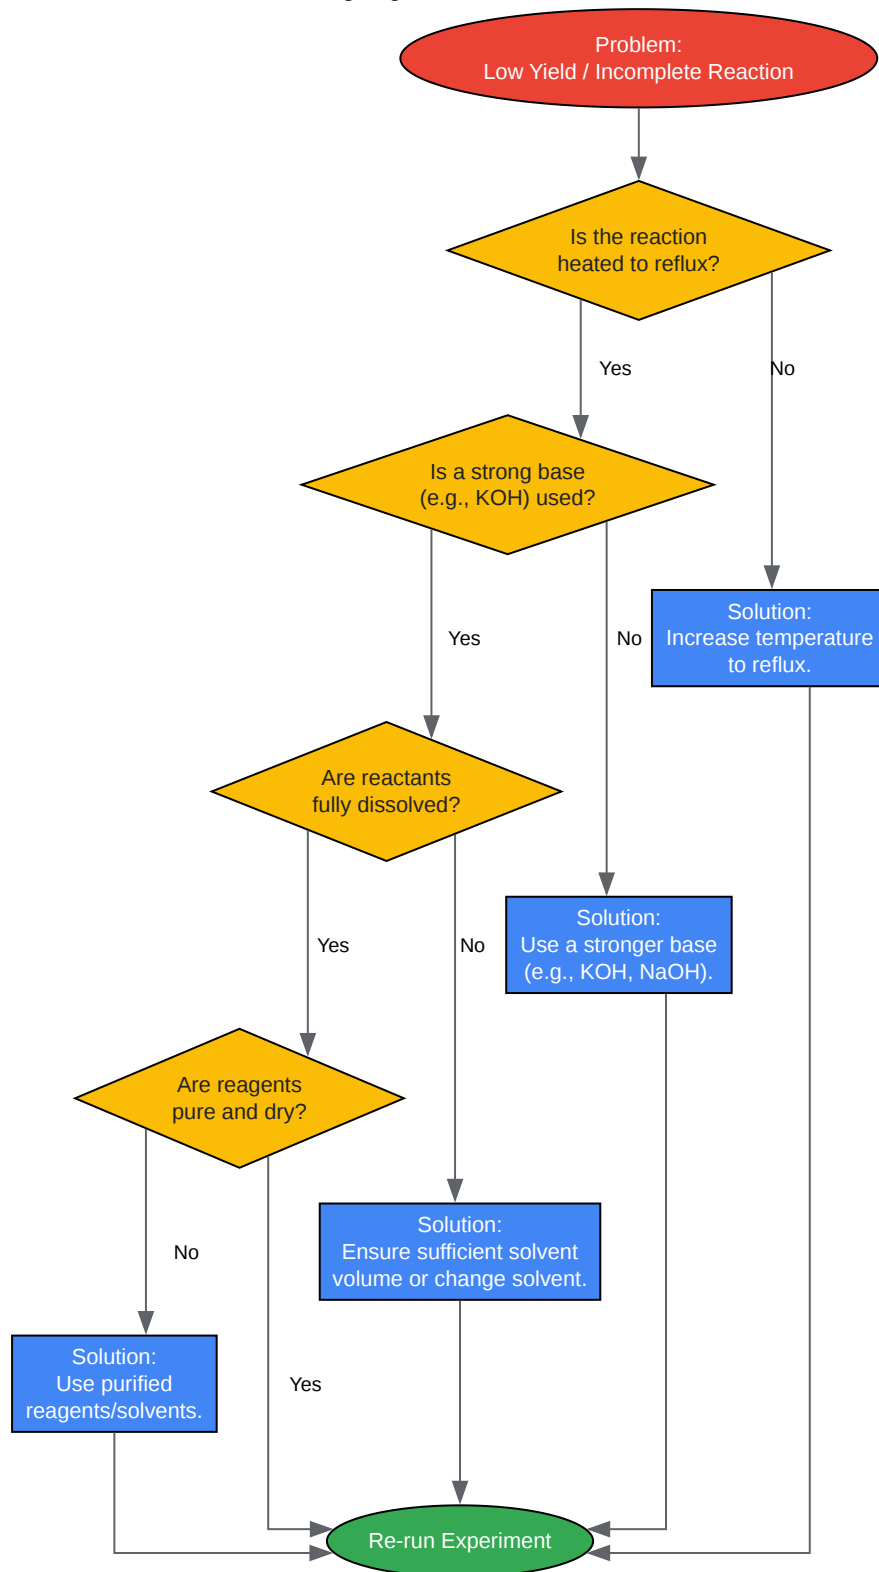 Problem:
Low Yield / Incomplete Reaction
Is the reaction
heated to reflux?
Yes
No
Is a strong base
(e.g., KOH) used?
Solution:
Increase temperature
to reflux.
Yes
No
Are reactants
fully dissolved?
Solution:
Use a stronger base
(e.g., KOH, NaOH).
Yes
No
Are reagents
pure and dry?
Solution:
Ensure sufficient solvent
volume or change solvent.
No
Solution:
Use purified
reagents/solvents.
Yes
Re-run Experiment